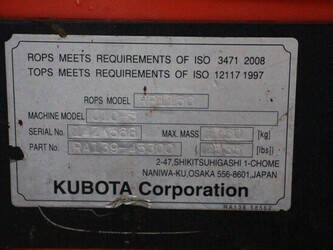 ROPS MEETS REQUIREMENTS OF ISO 3471 2008
TOPS MEETS REQUIREMENTS OF ISO 12117 1997
ROPS MODEL
MACHINE MODEL
SERIAL No. MAX. MASS [kg]
PART No. RA139-45300 [lbs]
2-47,SHIKITSUHIGASHI 1-CHOME
NANIWA-KU,OSAKA 556-8601,JAPAN
KUBOTA Corporation